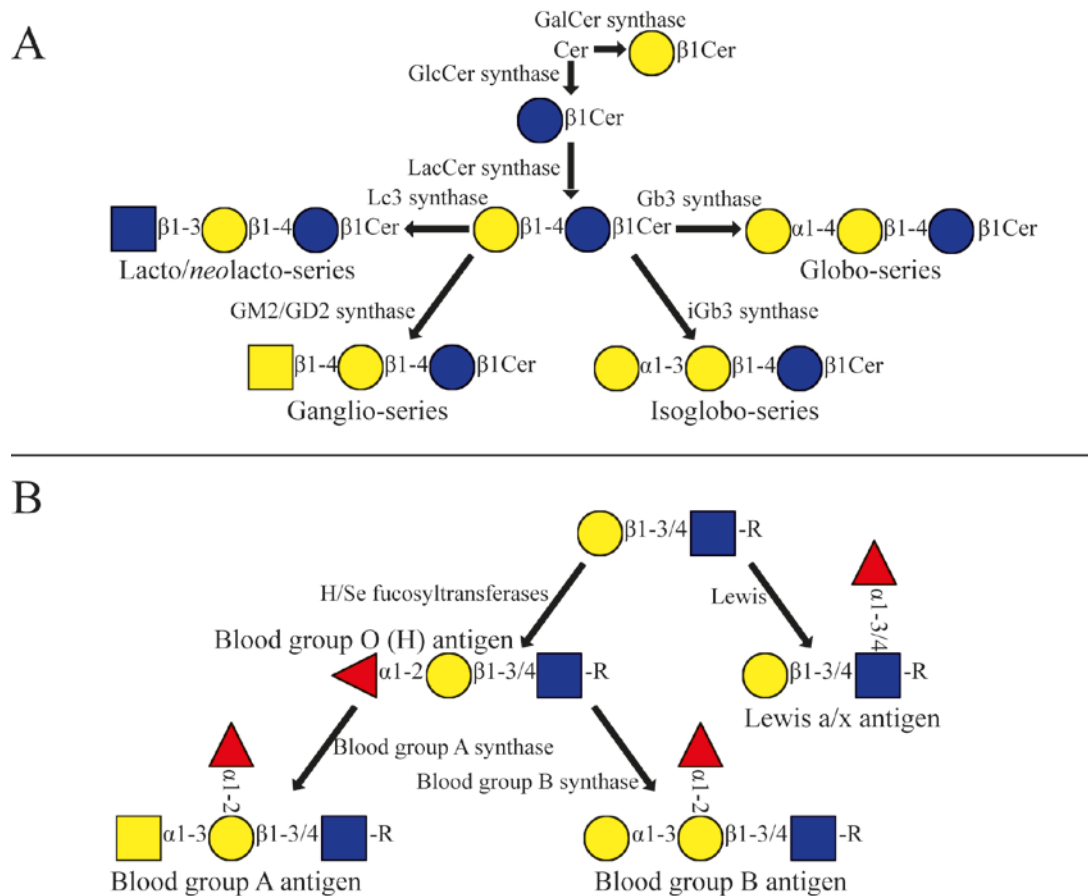 A
GalCer synthase
Cer
β1Cer
GlcCer synthase
β1Cer
LacCer synthase
Lc3 synthase
Gb3 synthase
β1-3 β1-4 β1Cer
β1-4 β1Cer
α1-4 β1-4 β1Cer
Lacto/neolacto-series
Globo-series
GM2/GD2 synthase
iGb3 synthase
β1-4 β1-4 β1Cer
α1-3 β1-4 β1Cer
Ganglio-series
Isoglobo-series
B
β1-3/4 -R
H/Se fucosyltransferases
Lewis
α1-3/4
Blood group O (H) antigen
α1-2 β1-3/4 -R
β1-3/4 -R
Lewis a/x antigen
Blood group A synthase
Blood group B synthase
α1-2
α1-2
α1-3 β1-3/4 -R
α1-3 β1-3/4 -R
Blood group A antigen
Blood group B antigen